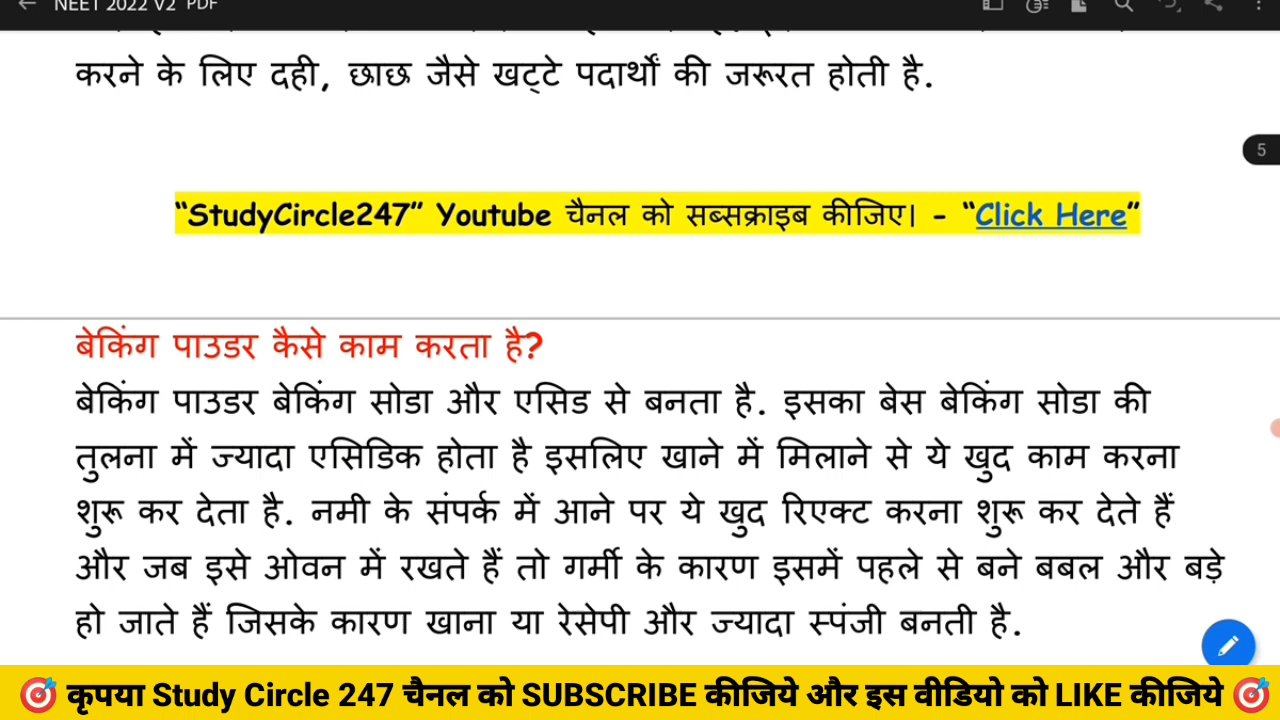 NEET 2022 V2 PDF
करने के लिए दही, छाछ जैसे खट्टे पदार्थों की जरूरत होती है.
5
“StudyCircle247” Youtube चैनल को सब्सक्राइब कीजिए। - “Click Here”
बेकिंग पाउडर कैसे काम करता है?
बेकिंग पाउडर बेकिंग सोडा और एसिड से बनता है. इसका बेस बेकिंग सोडा की
तुलना में ज्यादा एसिडिक होता है इसलिए खाने में मिलाने से ये खुद काम करना
शुरू कर देता है. नमी के संपर्क में आने पर ये खुद रिएक्ट करना शुरू कर देते हैं
और जब इसे ओवन में रखते हैं तो गर्मी के कारण इसमें पहले से बने बबल और बड़े
हो जाते हैं जिसके कारण खाना या रेसेपी और ज्यादा स्पंजी बनती है.
कृपया Study Circle 247 चैनल को SUBSCRIBE कीजिये और इस वीडियो को LIKE कीजिये